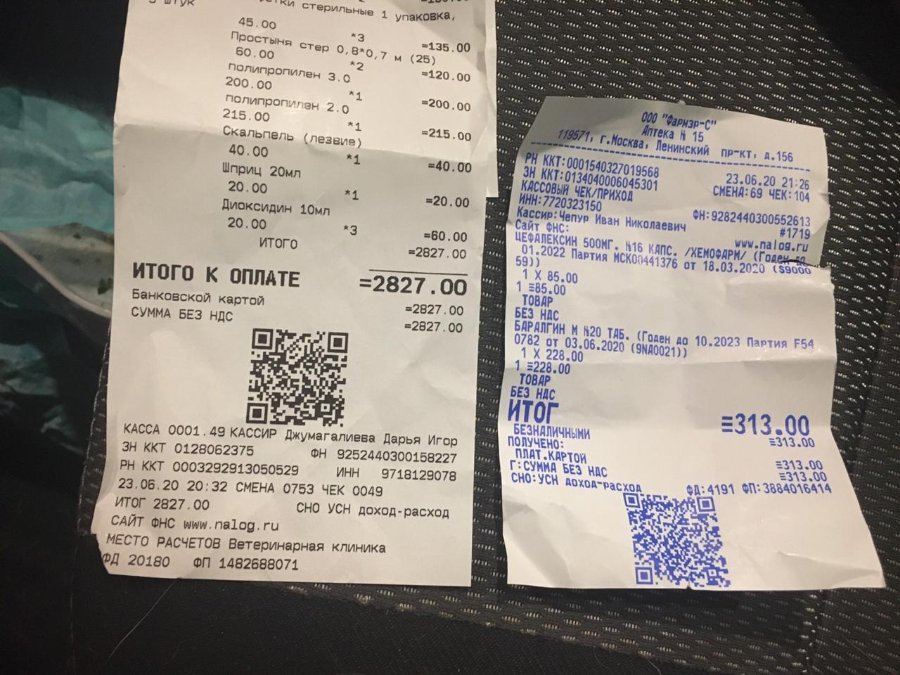 стерильные 1 упаковка,
45.00
*3 =135.00
Простыня стер 0,8*0,7 м (25)
60.00
*2 =120.00
полипропилен 3.0
200.00
*1 =200.00
полипропилен 2.0
215.00
*1 =215.00
Скальпель (лезвие)
40.00 *1 =40.00
Шприц 20мл
20.00 *1 =20.00
Диоксидин 10мл
20.00 *3 =60.00
ИТОГО =2827.00
ИТОГО К ОПЛАТЕ =2827.00
Банковской картой =2827.00
СУММА БЕЗ НДС =2827.00
КАССА 0001.49 КАССИР Джумагалиева Дарья Игор
ЗН ККТ 0128062375 ФН 9252440300158227
РН ККТ 0003292913050529 ИНН 9718129078
23.06.20 20:32 СМЕНА 0753 ЧЕК 0049
ИТОГ 2827.00 СНО УСН доход-расход
САЙТ ФНС www.nalog.ru
МЕСТО РАСЧЕТОВ Ветеринарная клиника
ФД 20180 ФП 1482688071
ООО "Фармэр-С"
Аптека N 15
119571, г.Москва, Ленинский пр-кт, д.156
РН ККТ:0001540327019568 23.06.20 21:26
ЗН ККТ:0134040006045301 СМЕНА:69 ЧЕК:104
КАССОВЫЙ ЧЕК/ПРИХОД
ИНН:7720323150 ФН:9282440300552613
Кассир:Чепур Иван Николаевич #1719
Сайт ФНС: www.nalog.ru
ЦЕФАЛЕКСИН 500МГ. N16 КАПС. /ХЕМОФАРМ/ (Годен
01.2022 Партия МСК00441376 от 18.03.2020 (S9000
59))
1 X 85.00
1 ≡85.00
ТОВАР
БЕЗ НДС
БАРАЛГИН М N20 ТАБ. (Годен до 10.2023 Партия F54
0782 от 03.06.2020 (9NA0021))
1 X 228.00
1 ≡228.00
ТОВАР
БЕЗ НДС
ИТОГ ≡313.00
БЕЗНАЛИЧНЫМИ ≡313.00
ПОЛУЧЕНО:
ПЛАТ.КАРТОЙ ≡313.00
Г:СУММА БЕЗ НДС ≡313.00
СНО:УСН доход-расход ФД:4191 ФП:3884016414